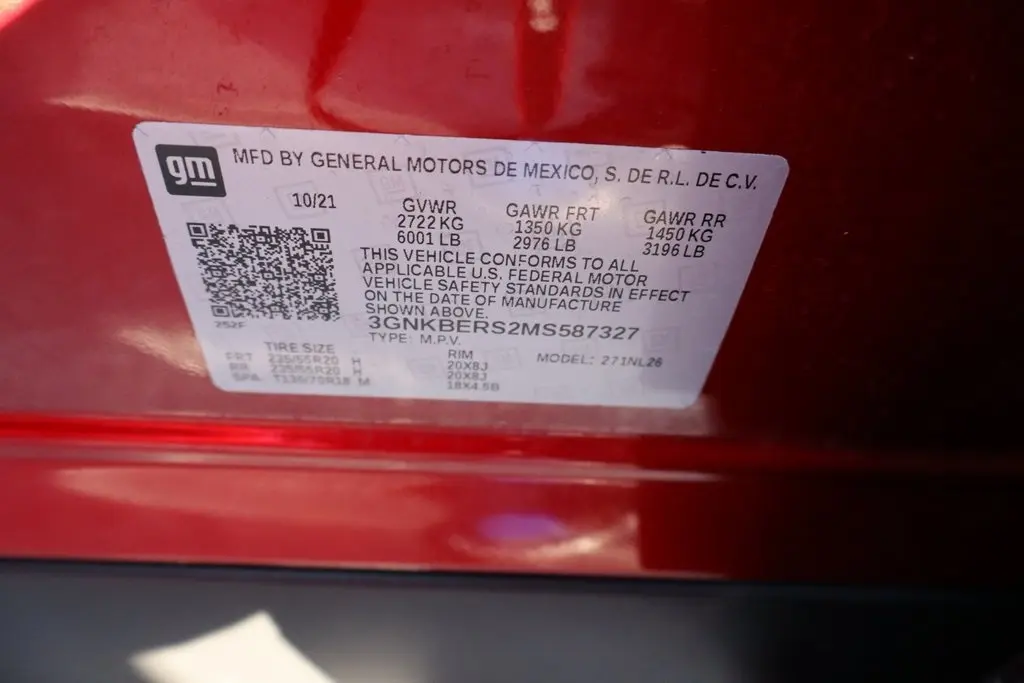 gm
MFD BY GENERAL MOTORS DE MEXICO, S. DE R.L. DE C.V.
10/21 GVWR GAWR FRT GAWR RR
2722 KG 1350 KG 1450 KG
6001 LB 2976 LB 3196 LB
THIS VEHICLE CONFORMS TO ALL
APPLICABLE U.S. FEDERAL MOTOR
VEHICLE SAFETY STANDARDS IN EFFECT
ON THE DATE OF MANUFACTURE
SHOWN ABOVE.
3GNKBERS2MS587327
252F TYPE: M.P.V.
TIRE SIZE RIM MODEL: 271NL26
FRT 235/55R20 H 20X8J
RR 235/55R20 H 20X8J
SPA T135/70R18 M 18X4.5B